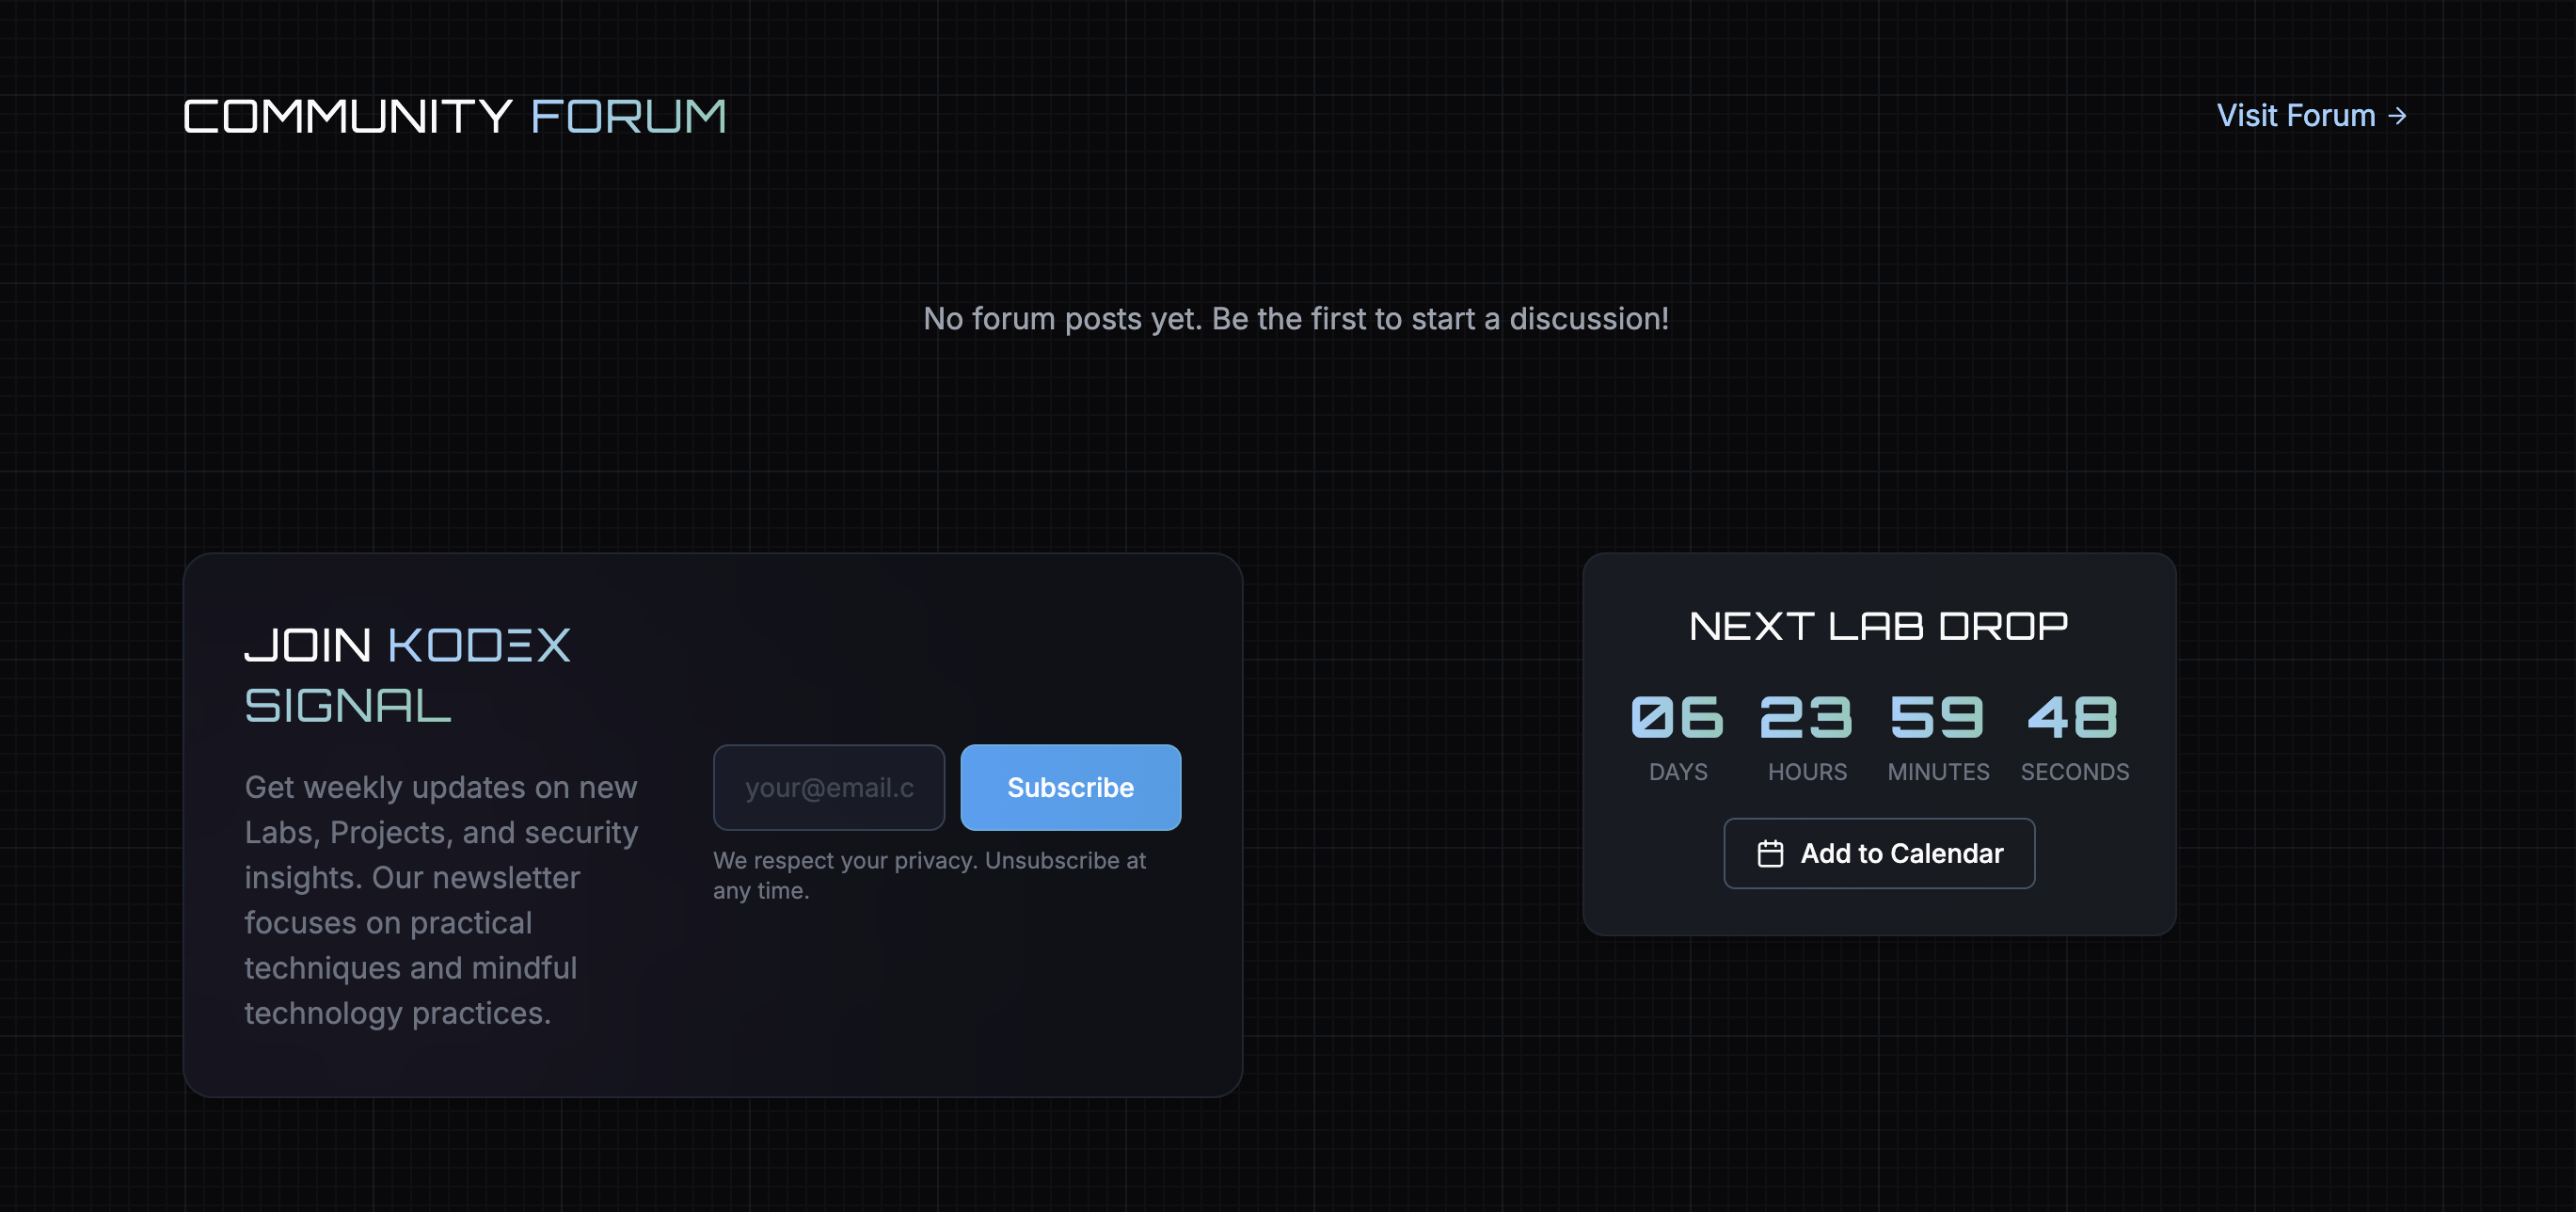 COMMUNITY FORUM
Visit Forum →
No forum posts yet. Be the first to start a discussion!
JOIN KODEX
SIGNAL
Get weekly updates on new
Labs, Projects, and security
insights. Our newsletter
focuses on practical
techniques and mindful
technology practices.
your@email.c
Subscribe
We respect your privacy. Unsubscribe at
any time.
NEXT LAB DROP
06 23 59 48
DAYS HOURS MINUTES SECONDS
Add to Calendar